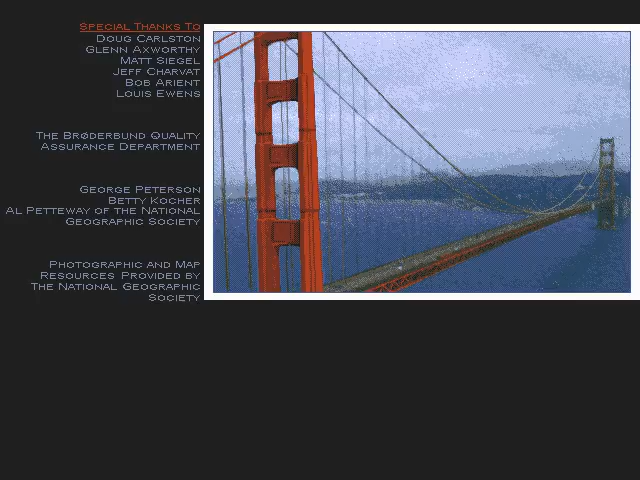 Special Thanks To
Doug Carlston
Glenn Axworthy
Matt Siegel
Jeff Charvat
Bob Arient
Louis Ewens
The Brøderbund Quality
Assurance Department
George Peterson
Betty Kocher
Al Petteway of the National
Geographic Society
Photographic and Map
Resources Provided by
The National Geographic
Society